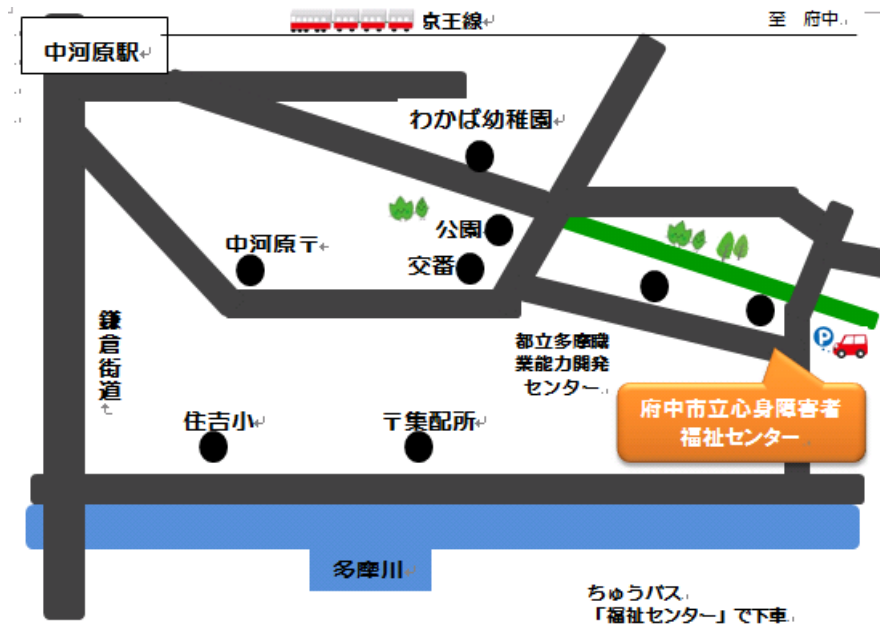 京王線
至 府中
中河原駅
わかば幼稚園
公園
中河原〒
交番
鎌倉街道
都立多摩職
業能力開発
センター
P
府中市立心身障害者
福祉センター
住吉小
〒集配所
多摩川
ちゅうバス
「福祉センター」で下車